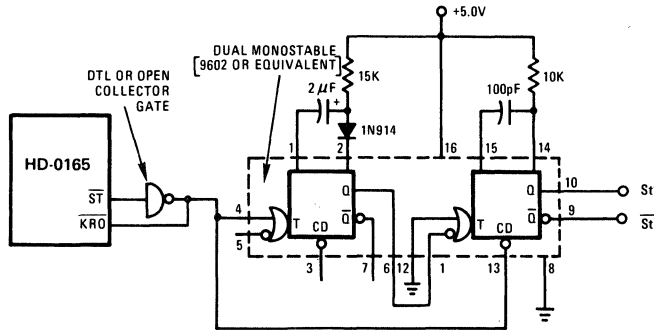 +5.0V
DUAL MONOSTABLE
[9602 OR EQUIVALENT]
15K
10K
DTL OR OPEN
COLLECTOR
GATE
2 μF
+
100pF
1N914
1
2
16
15
14
HD-0165
ST
KRO
4
5
T
Q
Q
CD
T
Q
Q
CD
10
St
9
St
3
7
6
12
1
13
8